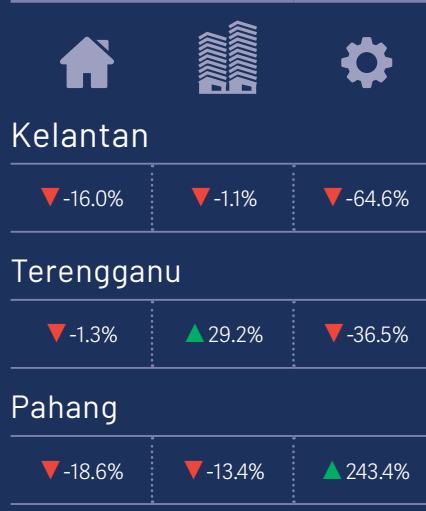 Kelantan
▼-16.0% ▼-1.1% ▼-64.6%
Terengganu
▼-1.3% ▲29.2% ▼-36.5%
Pahang
▼-18.6% ▼-13.4% ▲243.4%